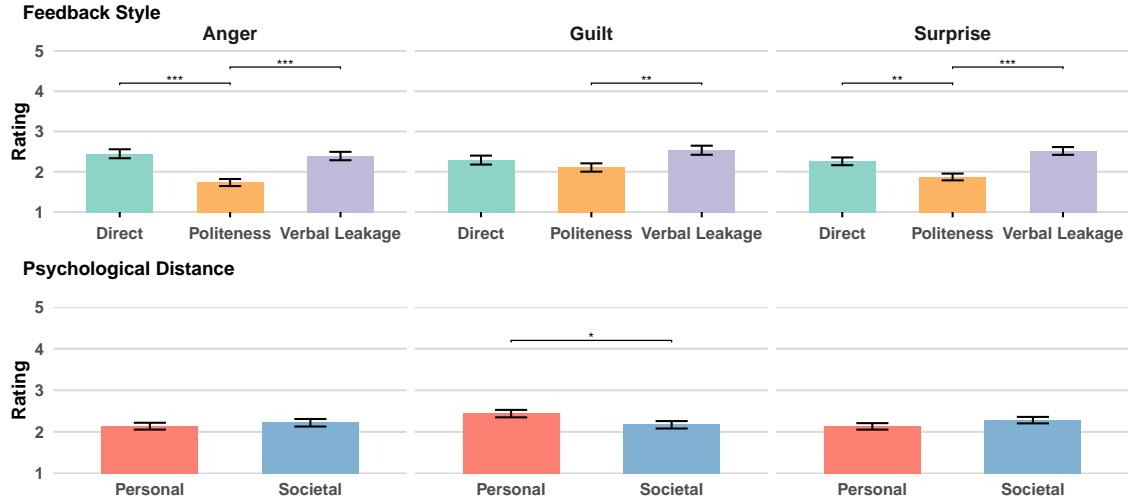 Feedback Style
Anger Guilt Surprise
5
4
3
2
1
Rating
*** *** ** ** ***
Direct Politeness Verbal Leakage Direct Politeness Verbal Leakage Direct Politeness Verbal Leakage
Psychological Distance
5
4
3
2
1
Rating
*
Personal Societal Personal Societal Personal Societal